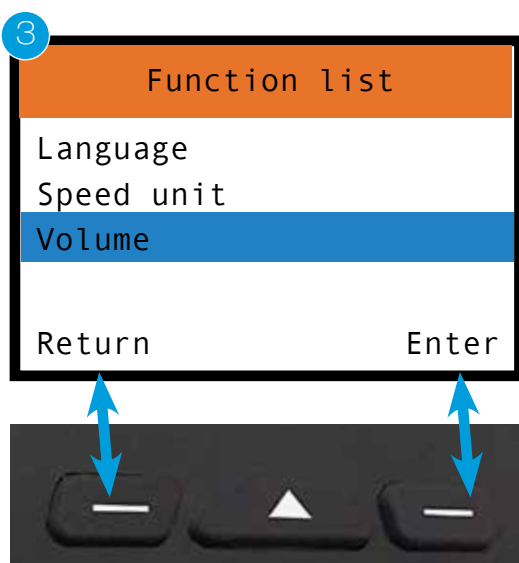 3
Function list
Language
Speed unit
Volume
Return Enter